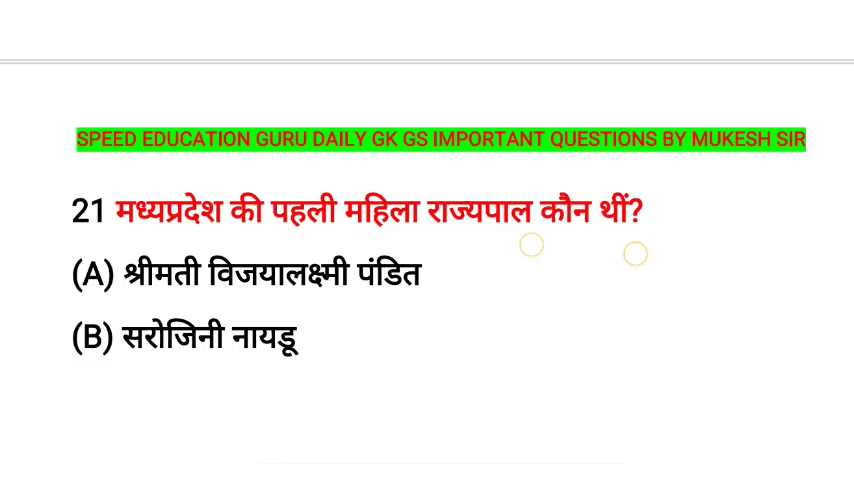 SPEED EDUCATION GURU DAILY GK GS IMPORTANT QUESTIONS BY MUKESH SIR
21 मध्यप्रदेश की पहली महिला राज्यपाल कौन थीं?
(A) श्रीमती विजयालक्ष्मी पंडित
(B) सरोजिनी नायडू